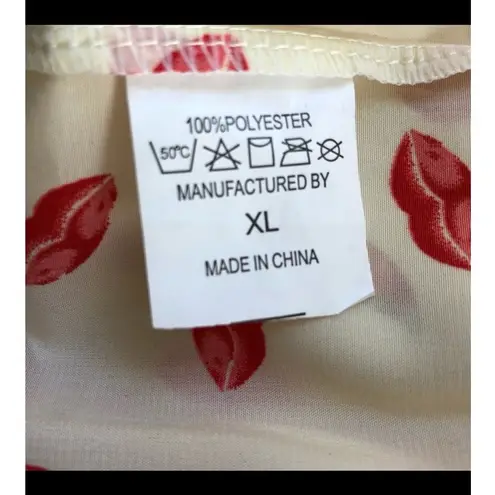 100%POLYESTER
50℃
MANUFACTURED BY
XL
MADE IN CHINA